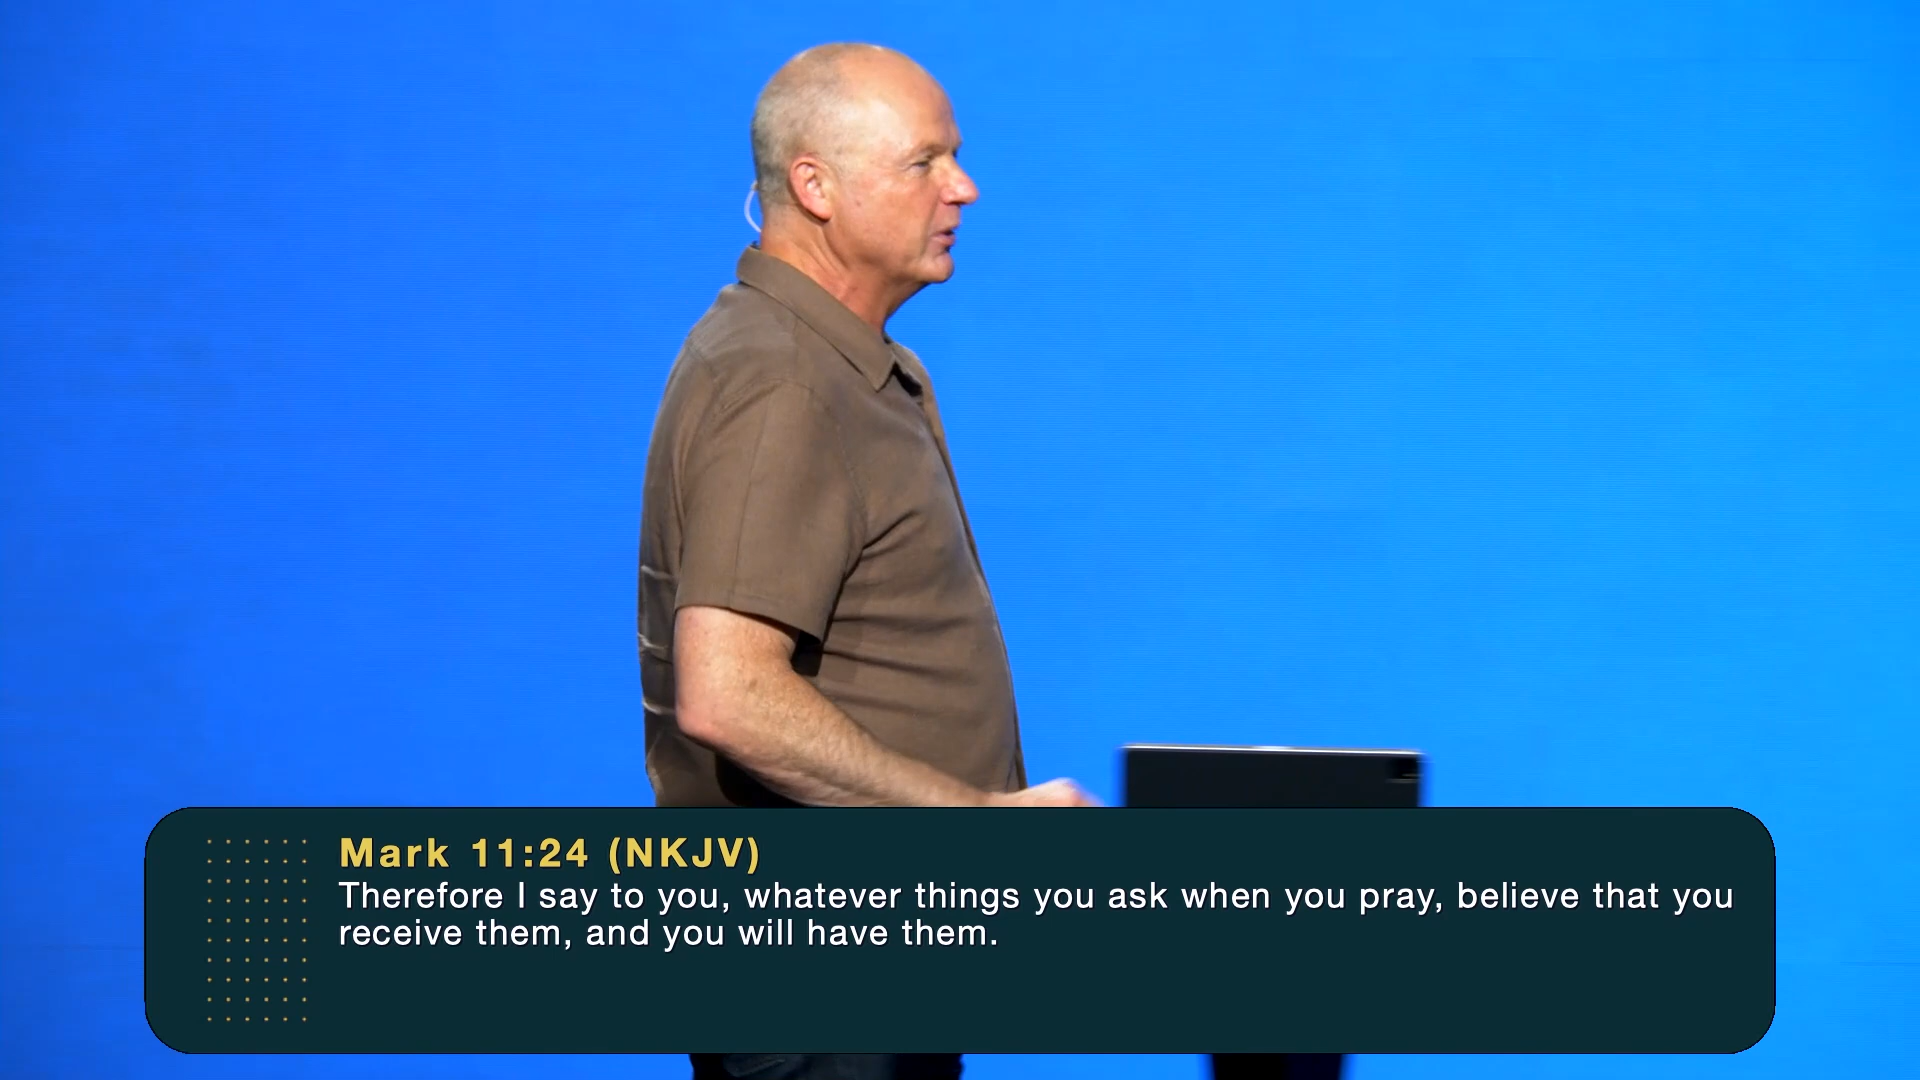 Mark 11:24 (NKJV)
Therefore I say to you, whatever things you ask when you pray, believe that you
receive them, and you will have them.